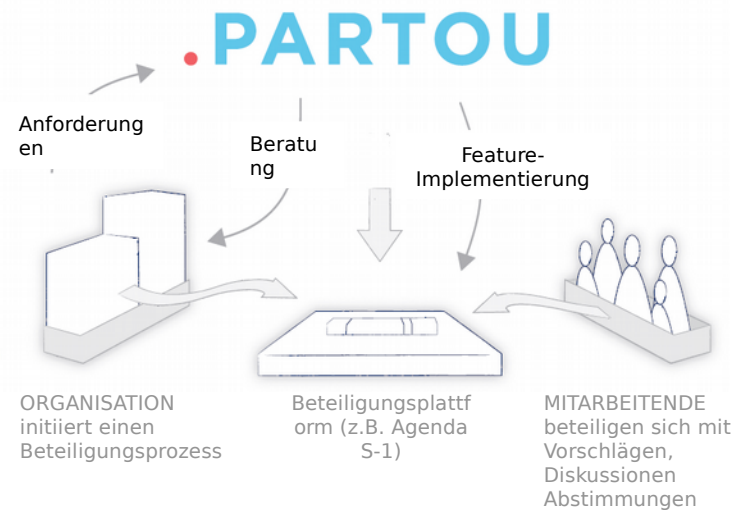 .PARTOU
Anforderung
en
Beratu
ng
Feature-
Implementierung
ORGANISATION
initiiert einen
Beteiligungsprozess
Beteiligungsplattf
orm (z.B. Agenda
S-1)
MITARBEITENDE
beteiligen sich mit
Vorschlägen,
Diskussionen
Abstimmungen